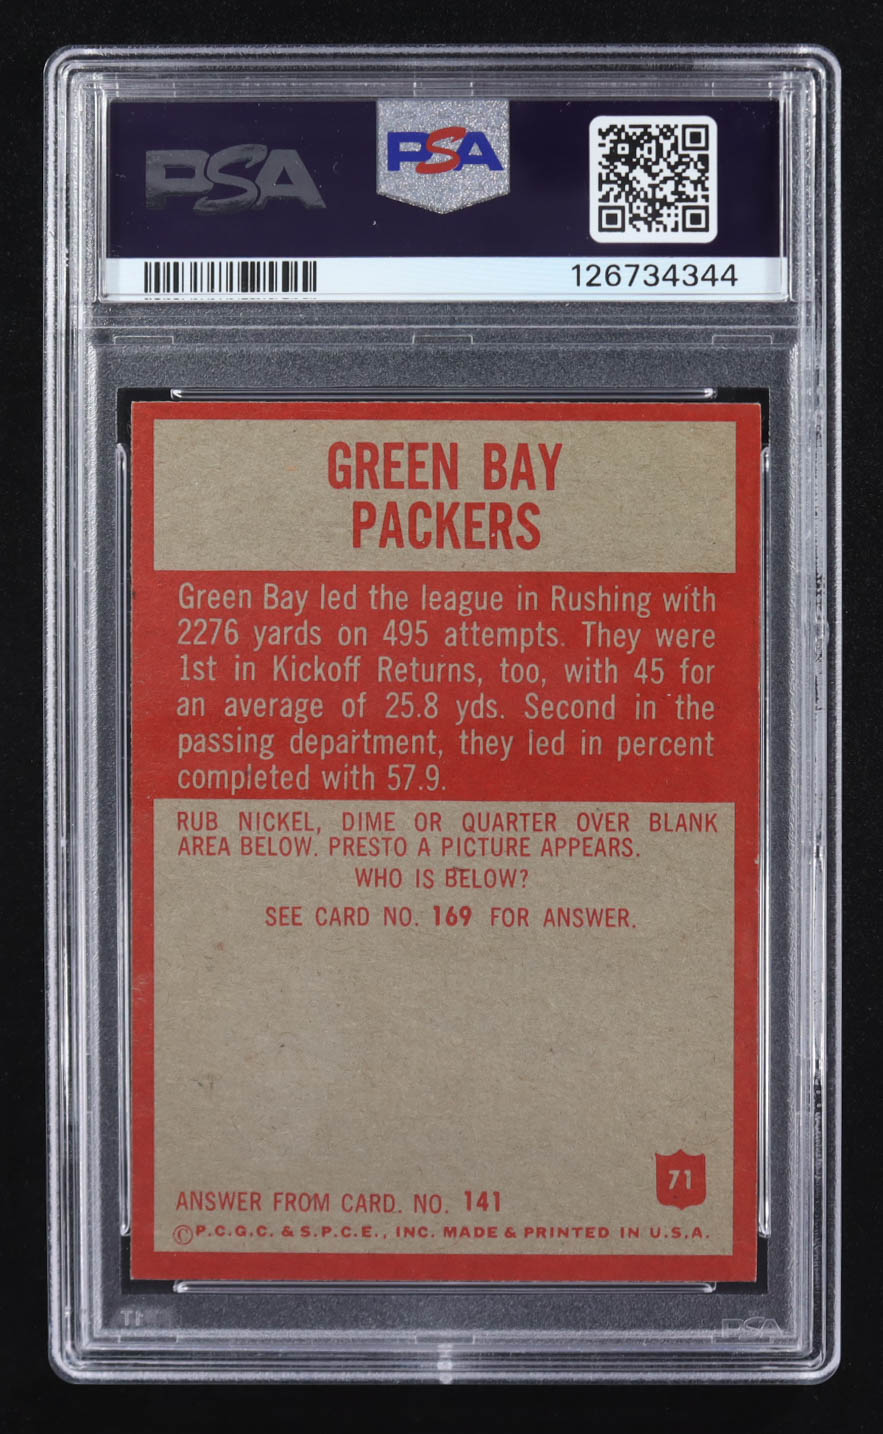 PSA
PSA
126734344
GREEN BAY
PACKERS
Green Bay led the league in Rushing with
2276 yards on 495 attempts. They were
1st in Kickoff Returns, too, with 45 for
an average of 25.8 yds. Second in the
passing department, they led in percent
completed with 57.9.
RUB NICKEL, DIME OR QUARTER OVER BLANK
AREA BELOW. PRESTO A PICTURE APPEARS.
WHO IS BELOW?
SEE CARD NO. 169 FOR ANSWER.
71
ANSWER FROM CARD. NO. 141
©P.C.G.C. & S.P.C.E., INC. MADE & PRINTED IN U.S.A.
PSA